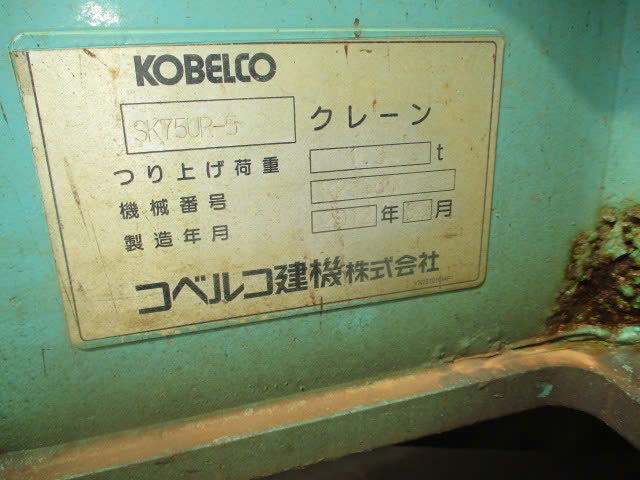 KOBELCO
SK75UR-5 クレーン
つり上げ荷重 t
機械番号
製造年月 年 月
コベルコ建機株式会社